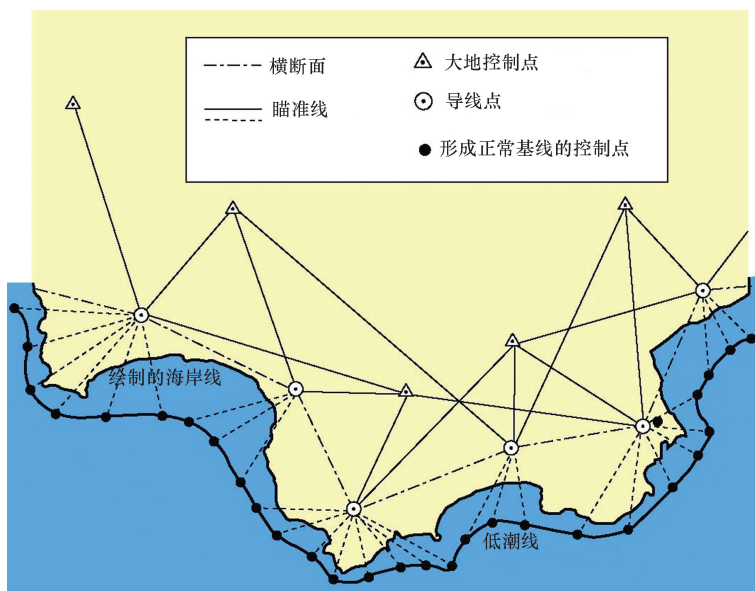 横断面
瞄准线
大地控制点
导线点
形成正常基线的控制点
绘制的海岸线
低潮线